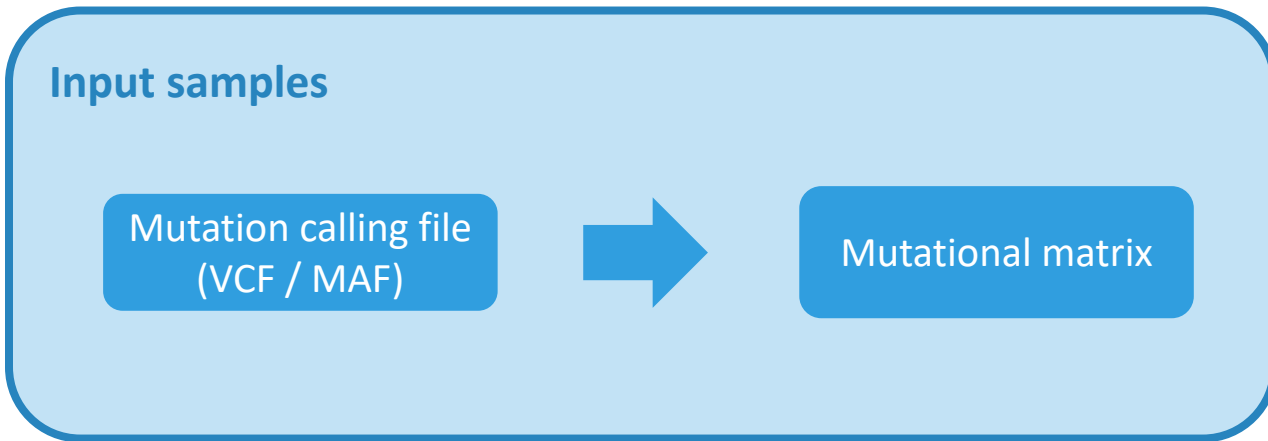 Input samples
Mutation calling file
(VCF / MAF)
Mutational matrix